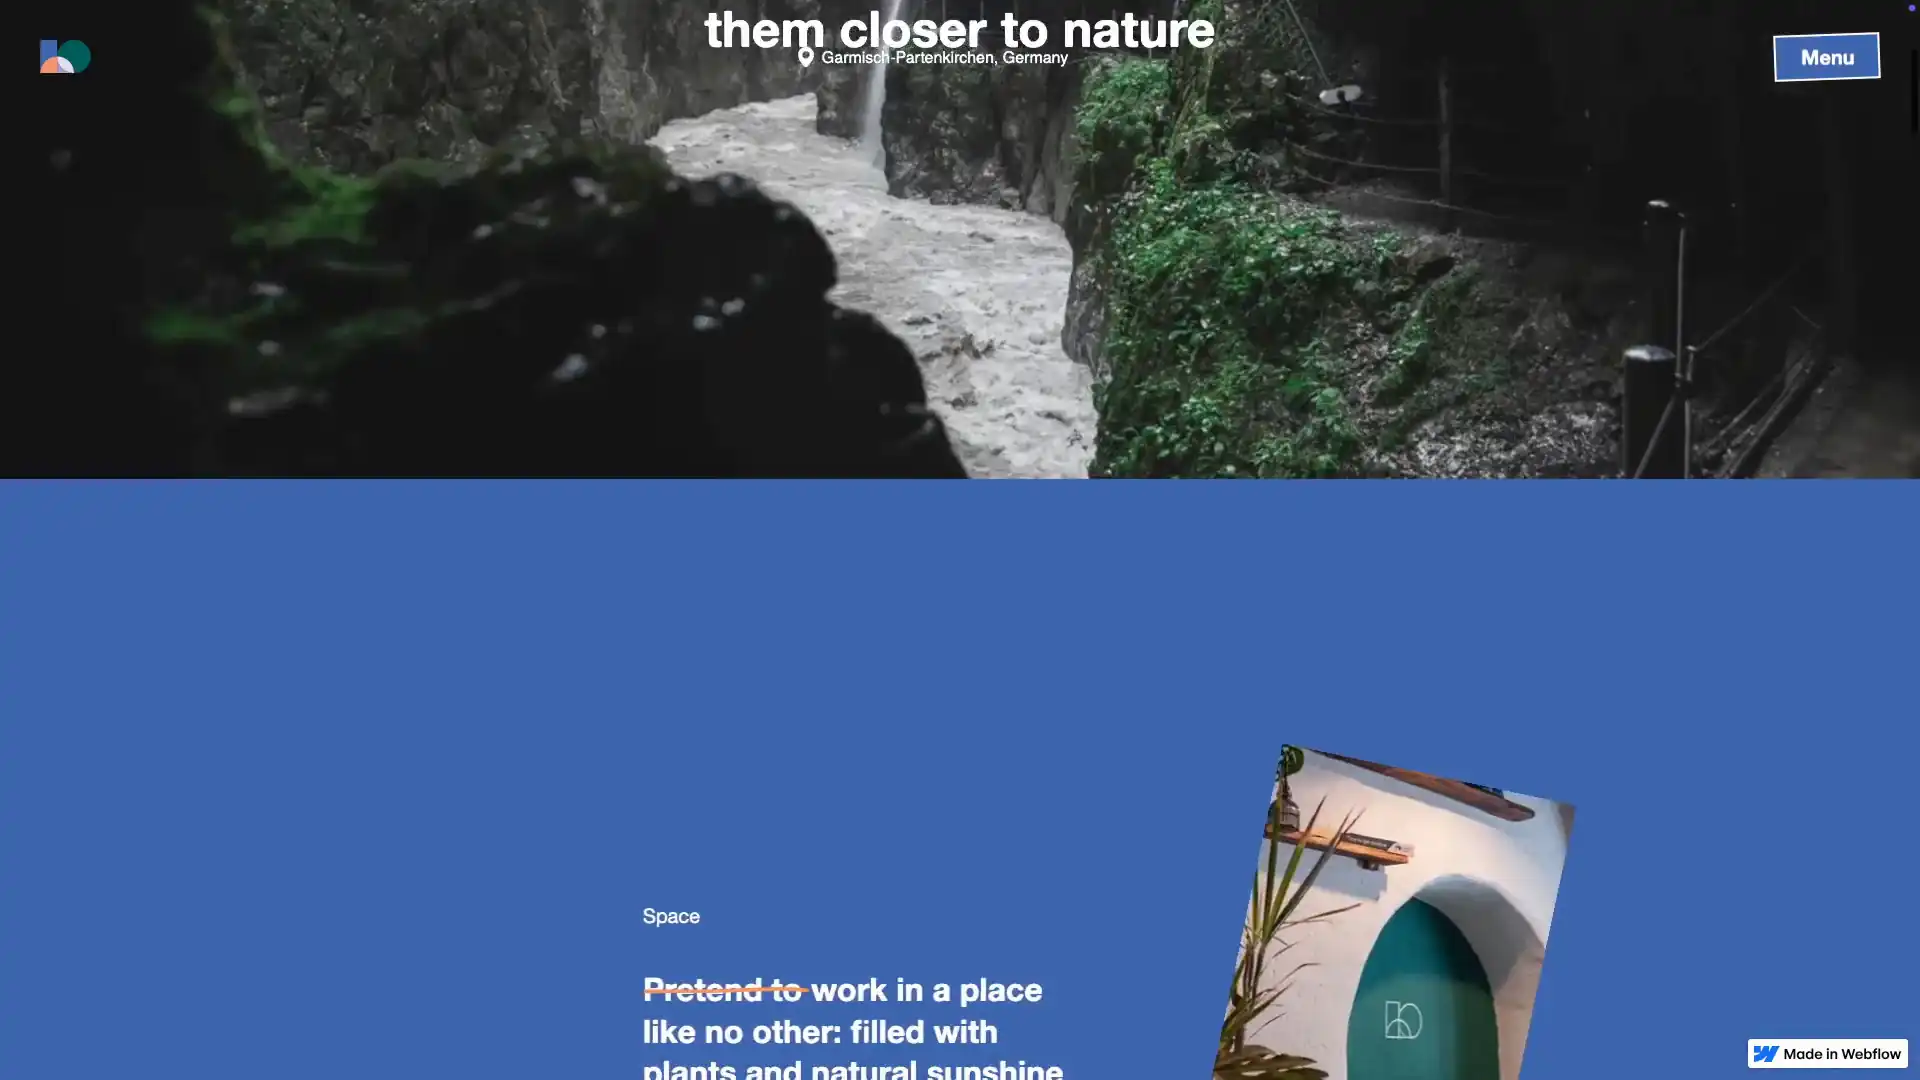 them closer to nature
Garmisch-Partenkirchen, Germany
Menu
Space
Pretend to work in a place
like no other: filled with
plants and natural sunshine
Made in Webflow